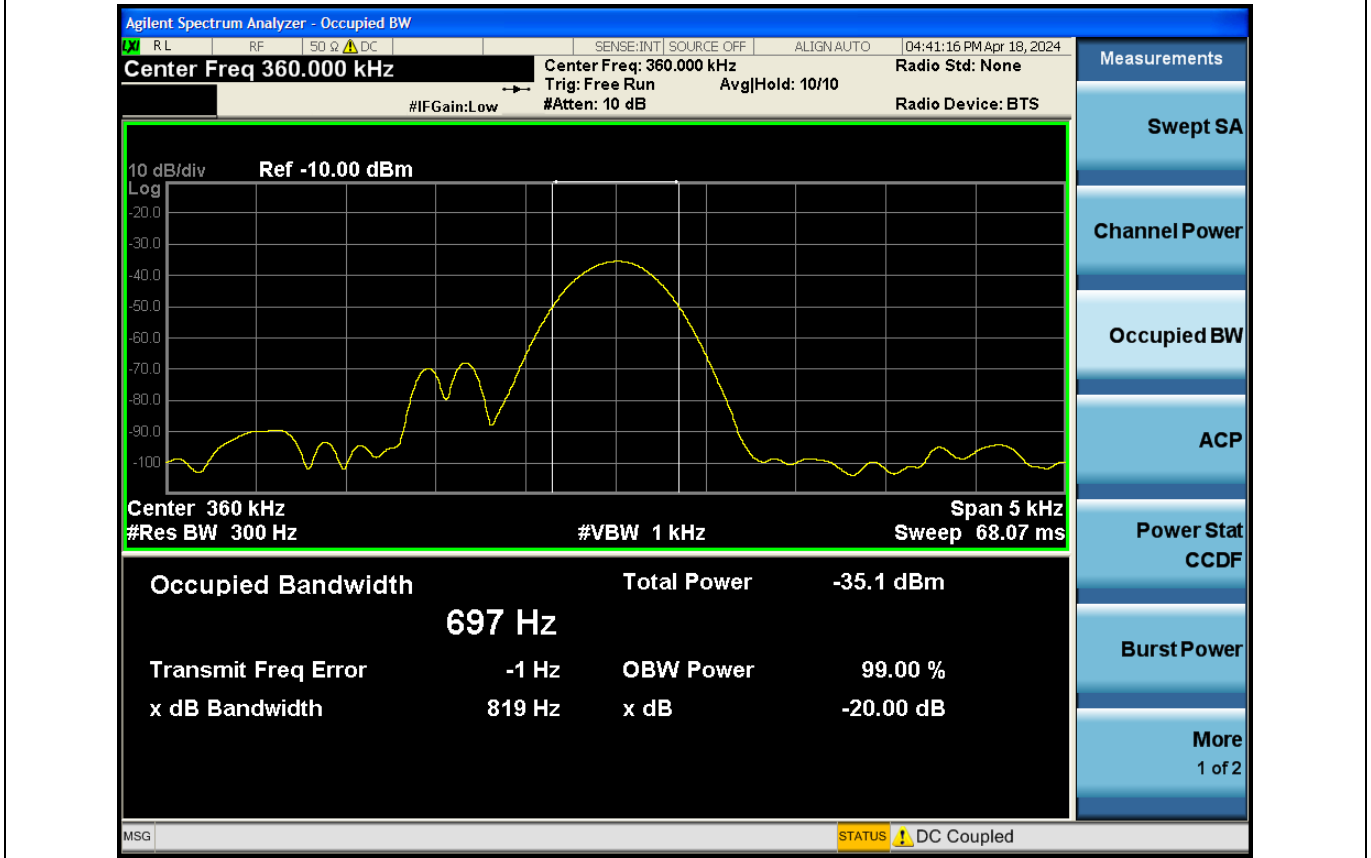 Agilent Spectrum Analyzer - Occupied BW
LXI RL RF 50 Ω DC SENSE:INT SOURCE OFF ALIGN AUTO 04:41:16 PM Apr 18, 2024
Center Freq 360.000 kHz
Center Freq: 360.000 kHz Radio Std: None
Trig: Free Run Avg|Hold: 10/10
#IFGain:Low #Atten: 10 dB Radio Device: BTS
10 dB/div Ref -10.00 dBm
Log
-20.0
-30.0
-40.0
-50.0
-60.0
-70.0
-80.0
-90.0
-100
Center 360 kHz Span 5 kHz
#Res BW 300 Hz #VBW 1 kHz Sweep 68.07 ms
Occupied Bandwidth Total Power -35.1 dBm
697 Hz
Transmit Freq Error -1 Hz OBW Power 99.00 %
x dB Bandwidth 819 Hz x dB -20.00 dB
Measurements
Swept SA
Channel Power
Occupied BW
ACP
Power Stat
CCDF
Burst Power
More
1 of 2
MSG STATUS DC Coupled